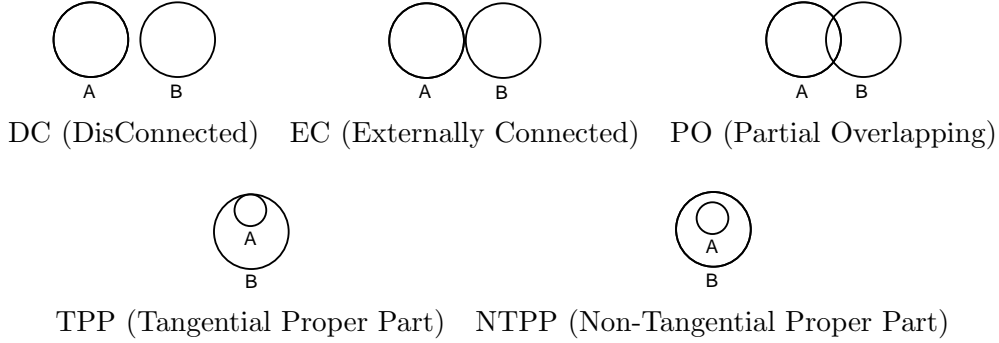 A B A B A B
DC (DisConnected) EC (Externally Connected) PO (Partial Overlapping)
A A
B B
TPP (Tangential Proper Part) NTPP (Non-Tangential Proper Part)